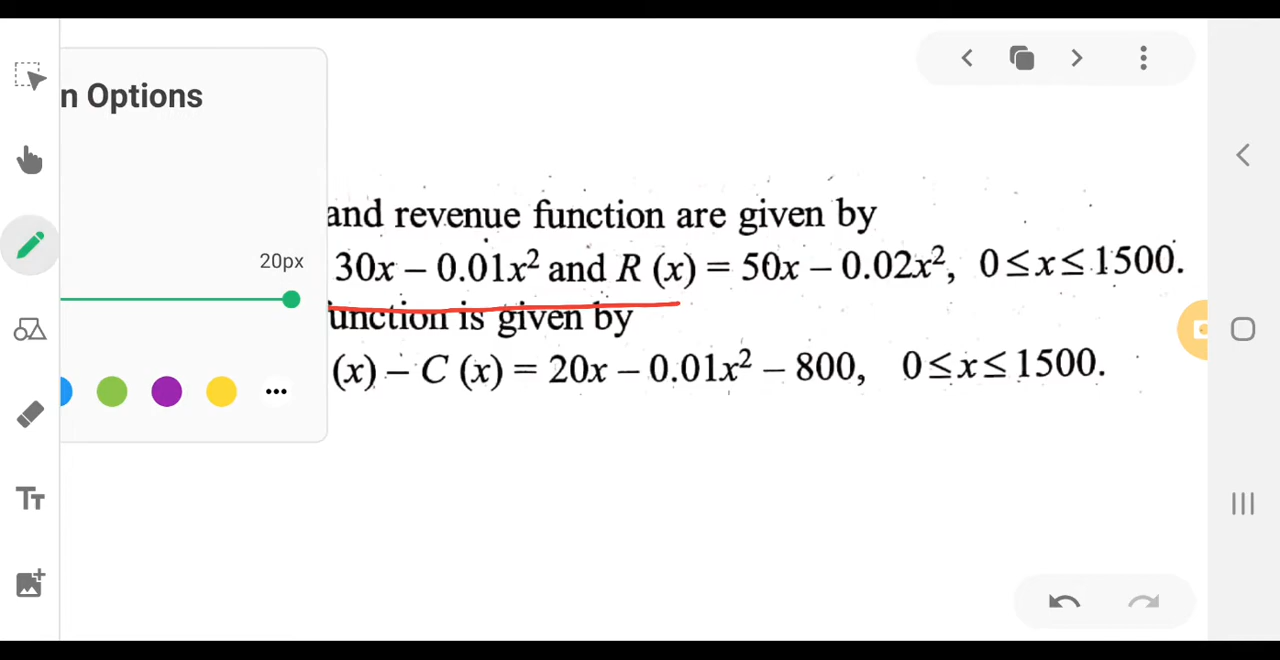 n Options
and revenue function are given by
20px
30x – 0.01x² and R (x) = 50x – 0.02x², 0≤x≤1500.
unction is given by
(x) – C (x) = 20x – 0.01x² – 800, 0≤x≤1500.
TT